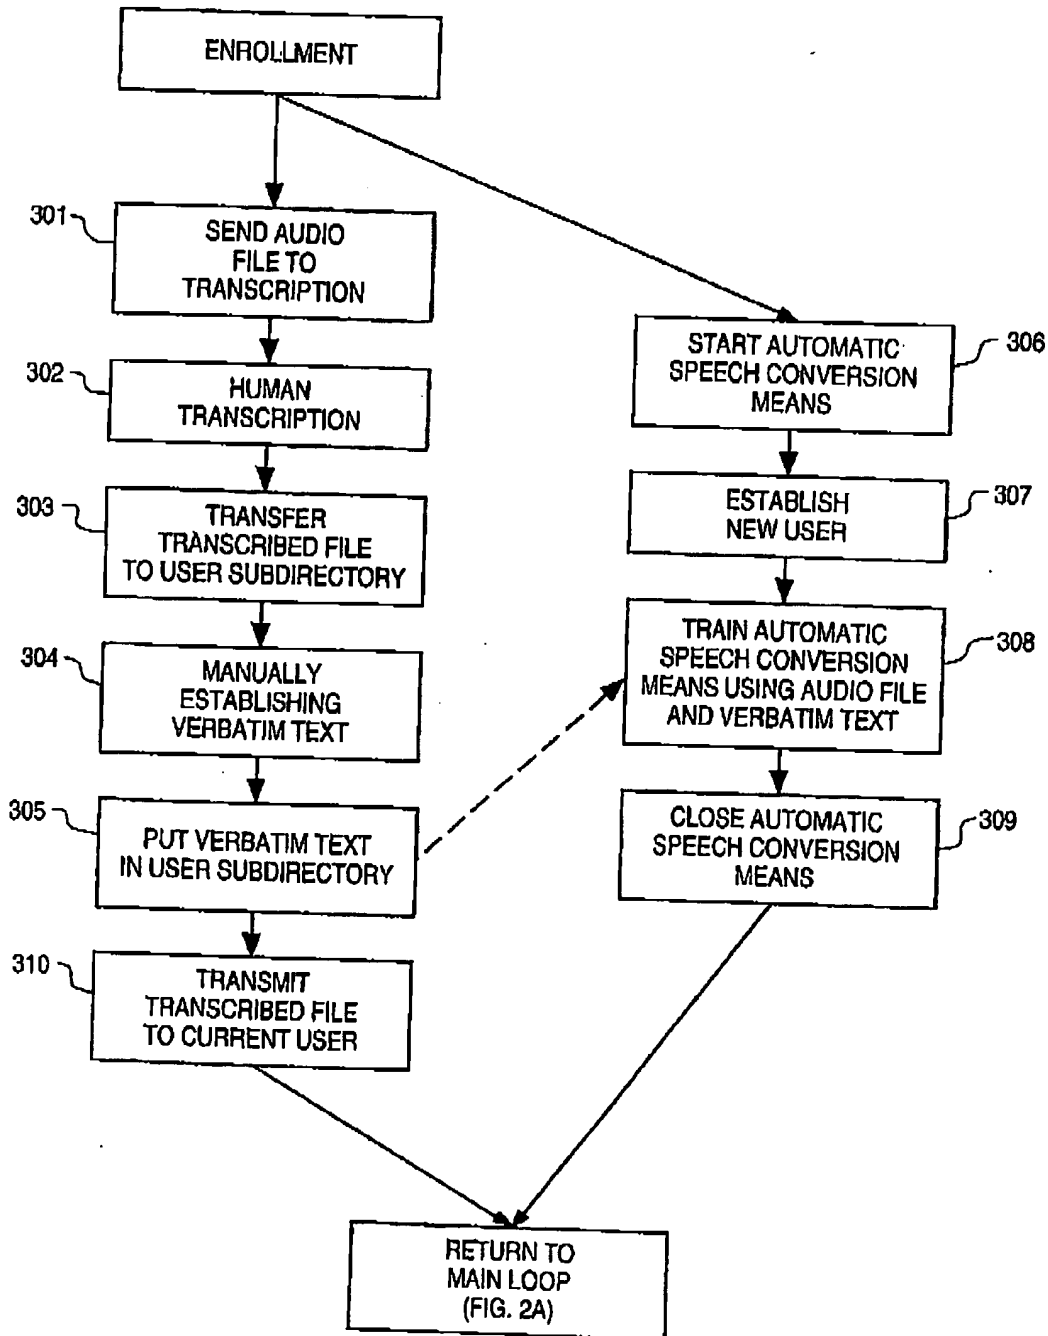 ENROLLMENT
301
SEND AUDIO
FILE TO
TRANSCRIPTION
302
HUMAN
TRANSCRIPTION
303
TRANSFER
TRANSCRIBED FILE
TO USER SUBDIRECTORY
304
MANUALLY
ESTABLISHING
VERBATIM TEXT
305
PUT VERBATIM TEXT
IN USER SUBDIRECTORY
310
TRANSMIT
TRANSCRIBED FILE
TO CURRENT USER
START AUTOMATIC
SPEECH CONVERSION
MEANS
306
ESTABLISH
NEW USER
307
TRAIN AUTOMATIC
SPEECH CONVERSION
MEANS USING AUDIO FILE
AND VERBATIM TEXT
308
CLOSE AUTOMATIC
SPEECH CONVERSION
MEANS
309
RETURN TO
MAIN LOOP
(FIG. 2A)